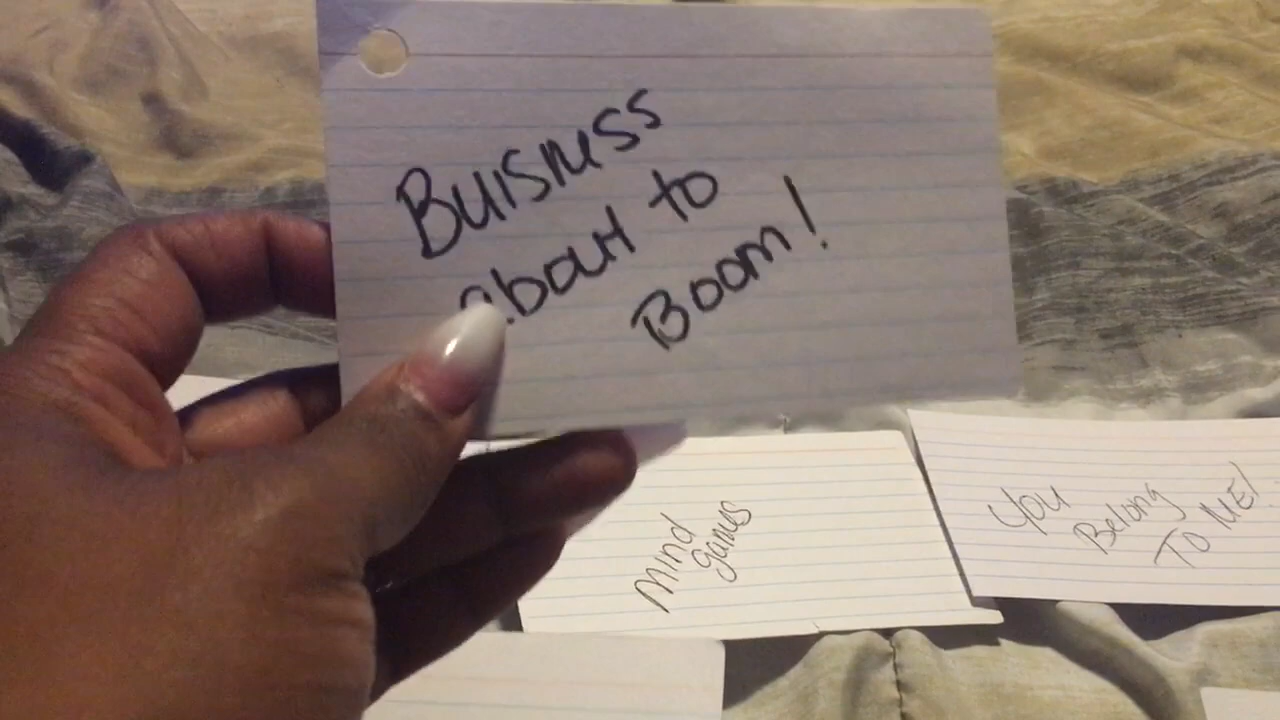 Buisness
about to
Boom!
Mind
games
You
Belong
TO ME!